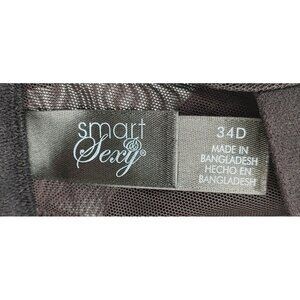 smart
& Sexy®
34D
MADE IN
BANGLADESH
HECHO EN
BANGLADESH